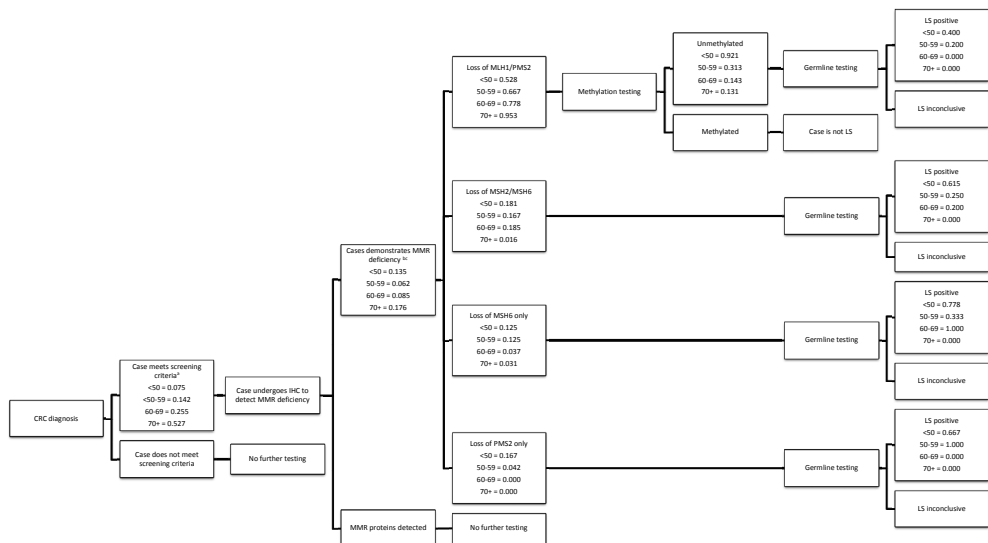 CRC diagnosis
Case meets screening
criteriaᵃ
<50 = 0.075
<50-59 = 0.142
60-69 = 0.255
70+ = 0.527
Case does not meet
screening criteria
No further testing
Case undergoes IHC to
detect MMR deficiency
Cases demonstrates MMR
deficiency ᵇᶜ
<50 = 0.135
50-59 = 0.062
60-69 = 0.085
70+ = 0.176
MMR proteins detected
No further testing
Loss of MLH1/PMS2
<50 = 0.528
50-59 = 0.667
60-69 = 0.778
70+ = 0.953
Methylation testing
Unmethylated
<50 = 0.921
50-59 = 0.313
60-69 = 0.143
70+ = 0.131
Germline testing
LS positive
<50 = 0.400
50-59 = 0.200
60-69 = 0.000
70+ = 0.000
LS inconclusive
Methylated
Case is not LS
Loss of MSH2/MSH6
<50 = 0.181
50-59 = 0.167
60-69 = 0.185
70+ = 0.016
Germline testing
LS positive
<50 = 0.615
50-59 = 0.250
60-69 = 0.200
70+ = 0.000
LS inconclusive
Loss of MSH6 only
<50 = 0.125
50-59 = 0.125
60-69 = 0.037
70+ = 0.031
Germline testing
LS positive
<50 = 0.778
50-59 = 0.333
60-69 = 1.000
70+ = 0.000
LS inconclusive
Loss of PMS2 only
<50 = 0.167
50-59 = 0.042
60-69 = 0.000
70+ = 0.000
Germline testing
LS positive
<50 = 0.667
50-59 = 1.000
60-69 = 0.000
70+ = 0.000
LS inconclusive